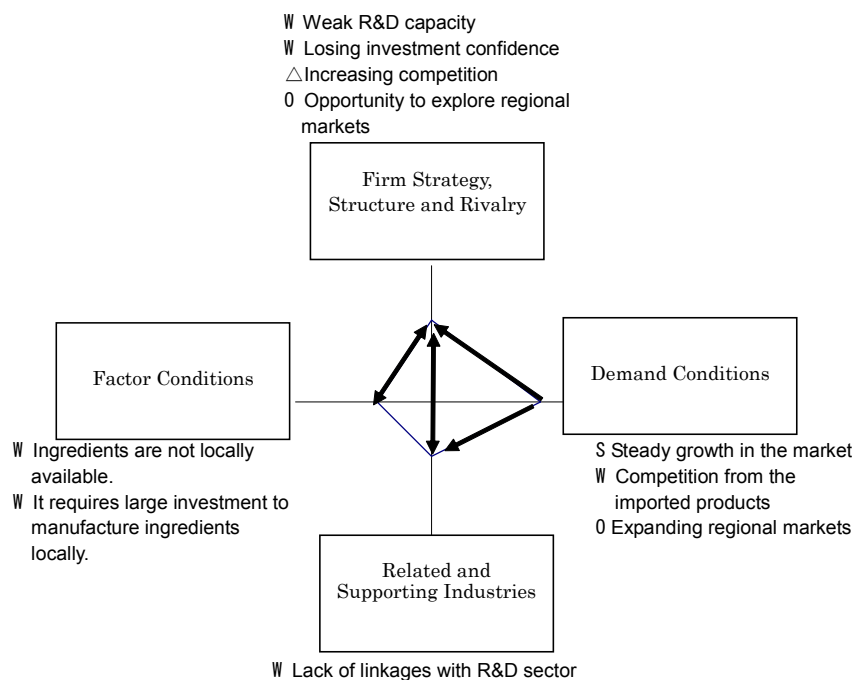 W Weak R&D capacity
W Losing investment confidence
△Increasing competition
O Opportunity to explore regional
markets
Firm Strategy,
Structure and Rivalry
Factor Conditions
Demand Conditions
W Ingredients are not locally
available.
W It requires large investment to
manufacture ingredients
locally.
S Steady growth in the market
W Competition from the
imported products
O Expanding regional markets
Related and
Supporting Industries
W Lack of linkages with R&D sector